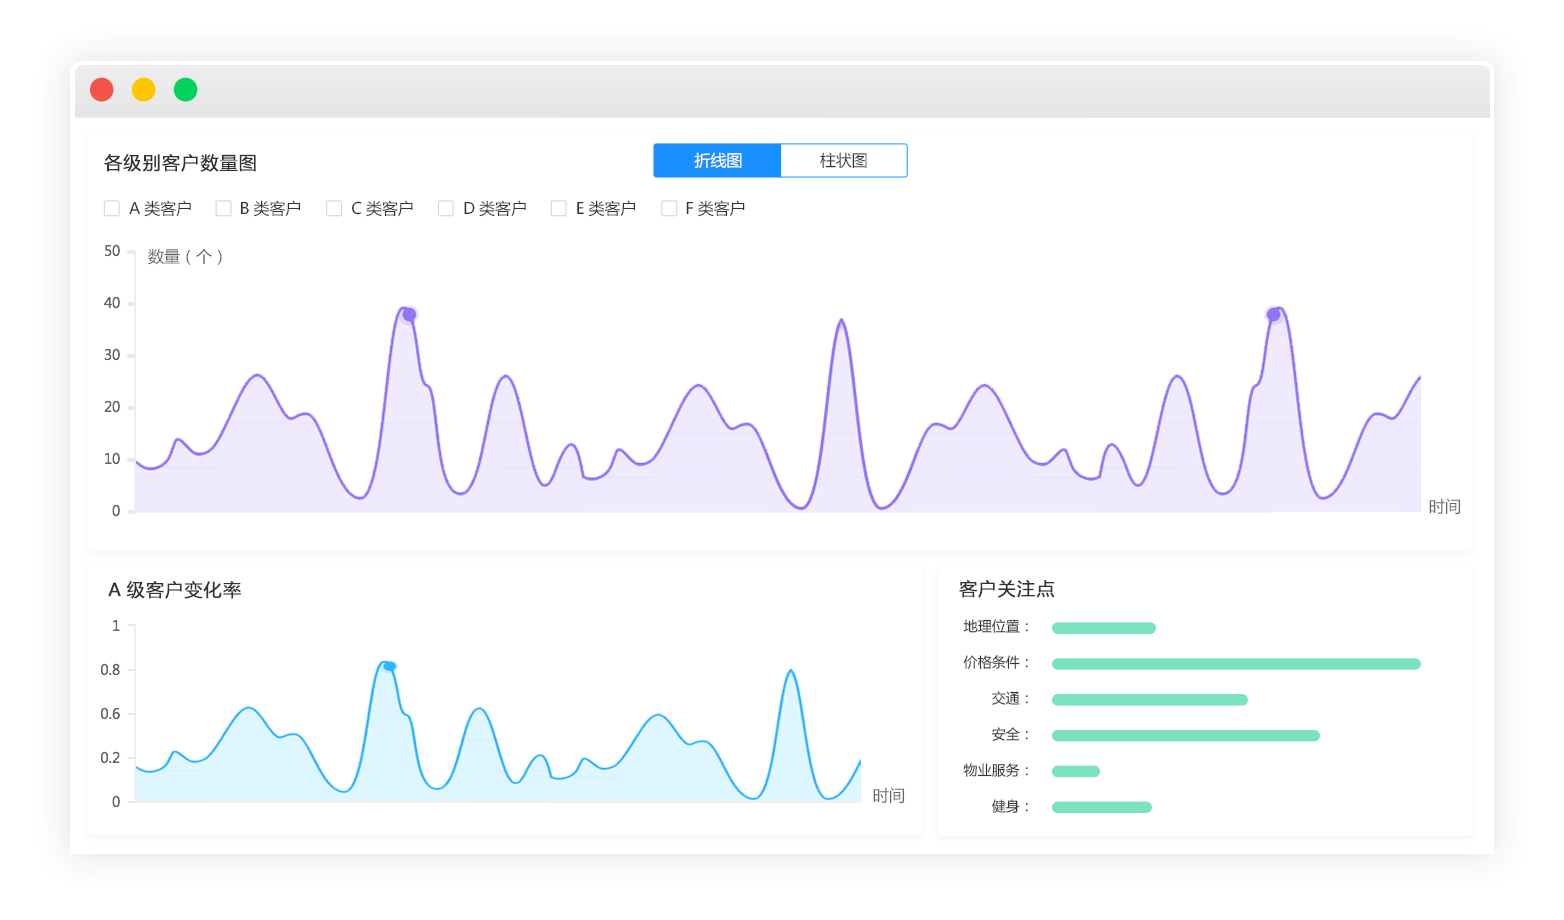 各级别客户数量图
折线图 柱状图
A 类客户 B 类客户 C 类客户 D 类客户 E 类客户 F 类客户
50 数量 ( 个 )
40
30
20
10
0
时间
A 级客户变化率
1
0.8
0.6
0.2
0
时间
客户关注点
地理位置：
价格条件：
交通：
安全：
物业服务：
健身：